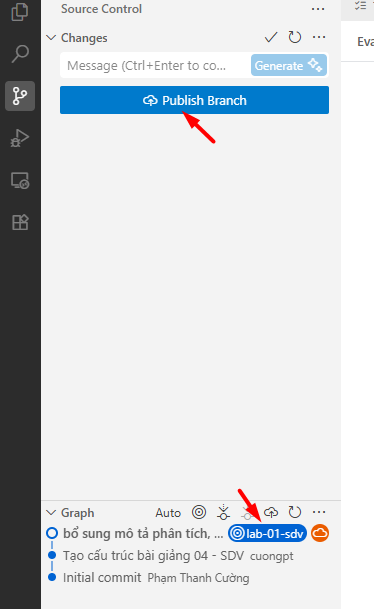 Source Control
Changes
Message (Ctrl+Enter to co... Generate
Publish Branch
Eva
Graph Auto
bổ sung mô tả phân tích, ... lab-01-sdv
Tạo cấu trúc bài giảng 04 - SDV cuongpt
Initial commit Phạm Thanh Cường